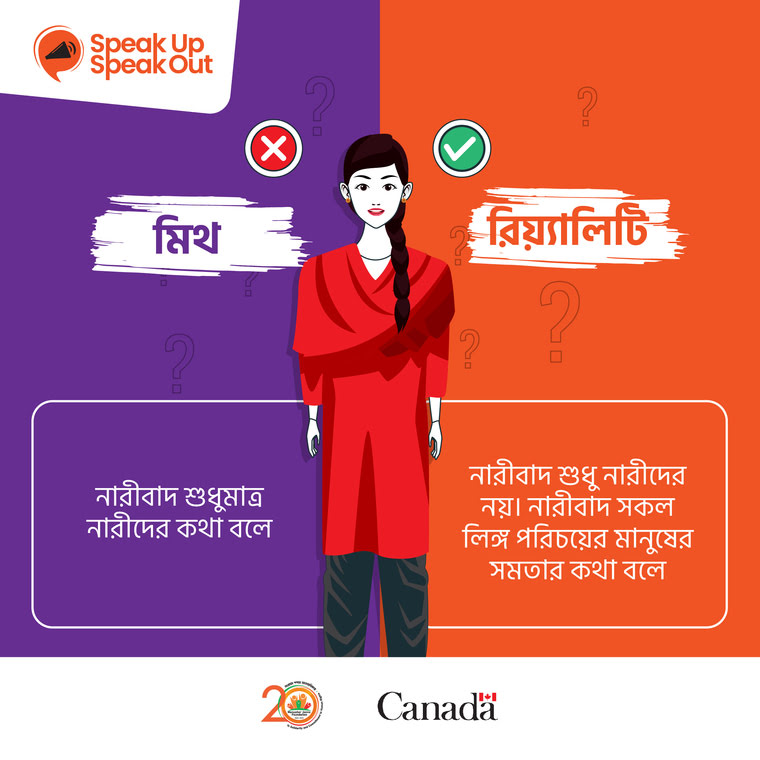 Speak Up
Speak Out
মিথ
রিয়্যালিটি
নারীবাদ শুধুমাত্র
নারীদের কথা বলে
নারীবাদ শুধু নারীদের
নয়। নারীবাদ সকল
লিঙ্গ পরিচয়ের মানুষের
সমতার কথা বলে
20
Canada